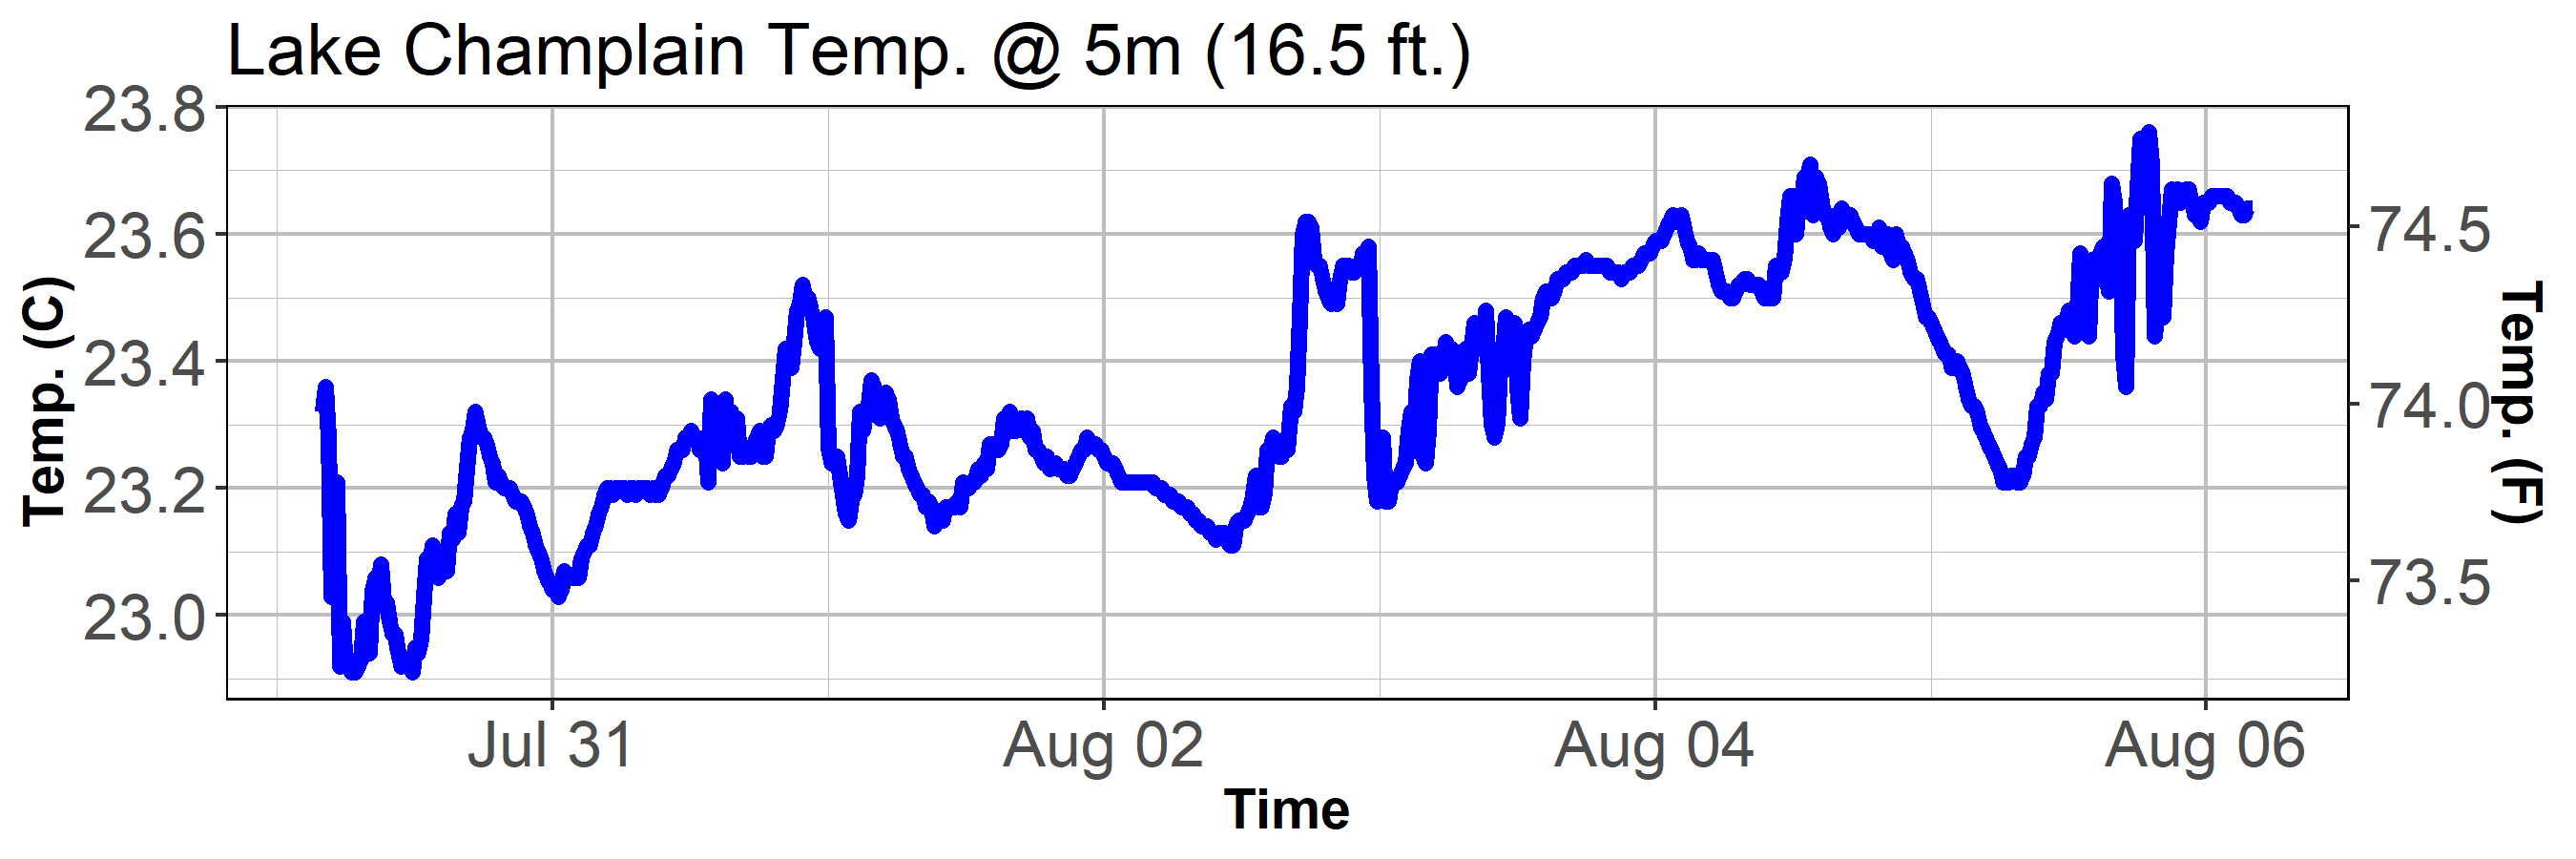 Lake Champlain Temp. @ 5m (16.5 ft.)
23.8
23.6
23.4
23.2
23.0
Temp. (C)
74.5
74.0
73.5
Temp. (F)
Jul 31 Aug 02 Aug 04 Aug 06
Time